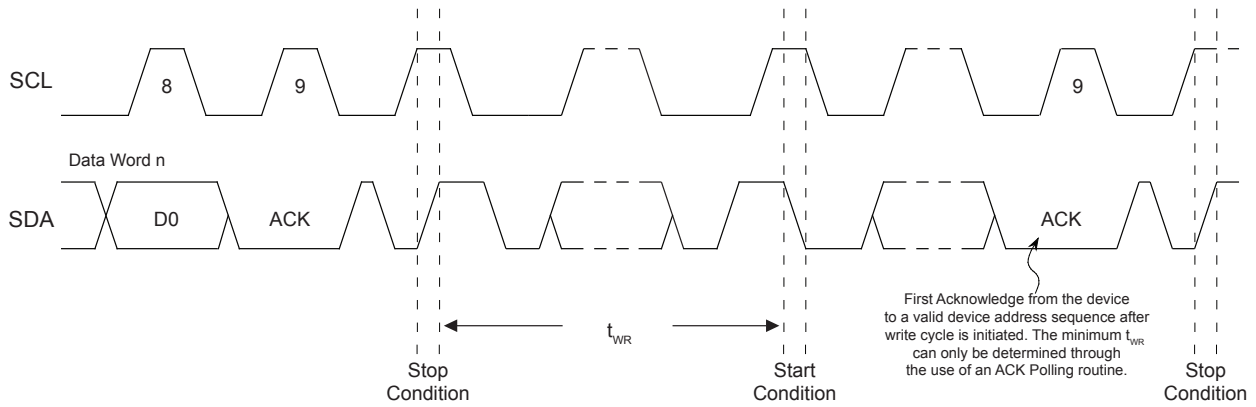 SCL
8
9
9
Data Word n
SDA
D0
ACK
ACK
First Acknowledge from the device
to a valid device address sequence after
write cycle is initiated. The minimum tWR
can only be determined through
the use of an ACK Polling routine.
tWR
Stop
Condition
Start
Condition
Stop
Condition